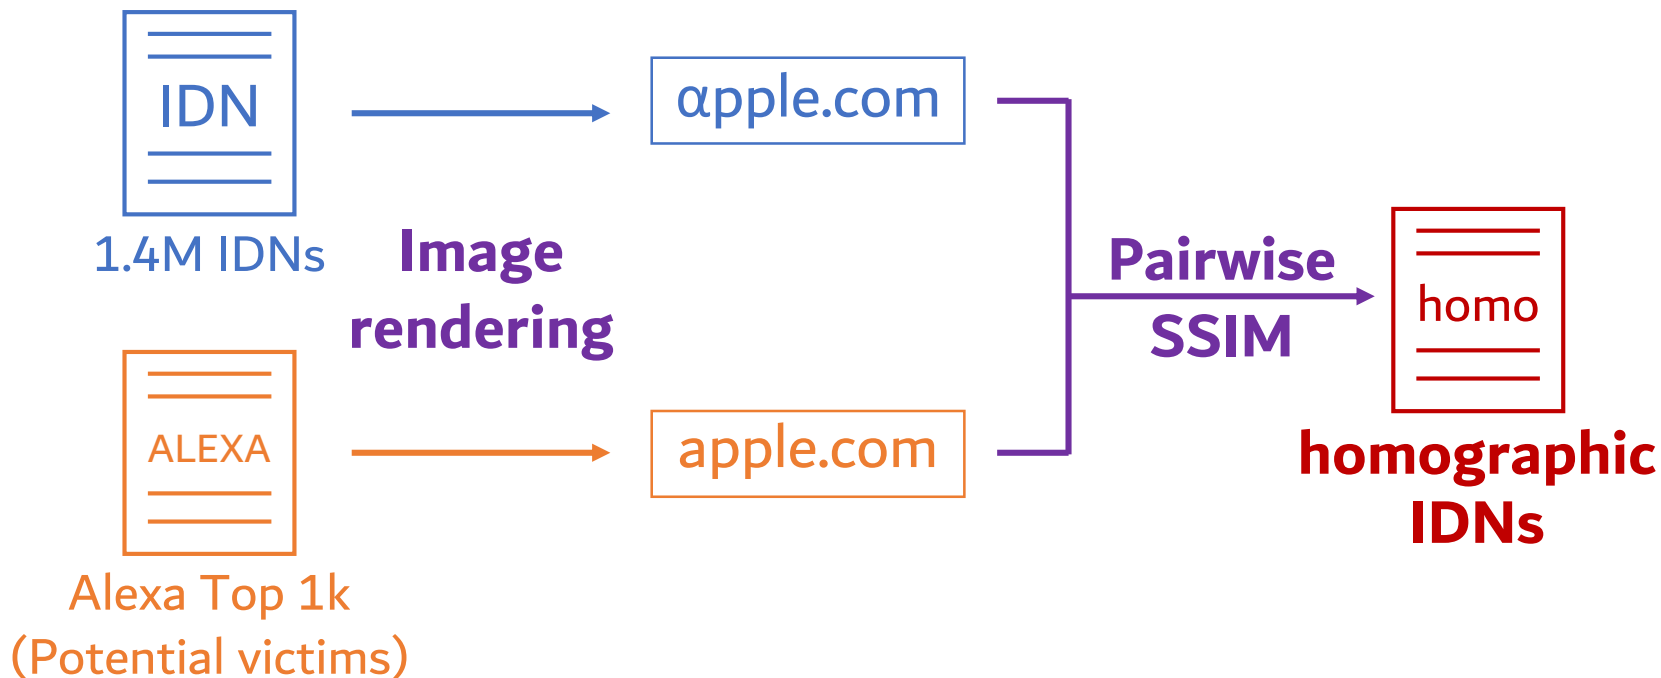 IDN
1.4M IDNs
Image
rendering
αpple.com
ALEXA
Alexa Top 1k
(Potential victims)
apple.com
Pairwise
SSIM
homo
homographic
IDNs